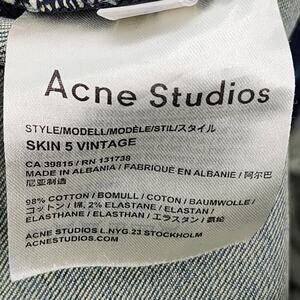 Acne Studios
STYLE/MODELL/MODÈLE/STIL/スタイル
SKIN 5 VINTAGE
CA 39815 / RN 131738
MADE IN ALBANIA / FABRIQUE EN ALBANIE / 阿尔巴
尼亚制造
98% COTTON / BOMULL / COTON / BAUMWOLLE /
コットン / 棉, 2% ELASTANE / ELASTAN /
ELASTHANE / ELASTHAN / エラスタン / 氨纶
ACNE STUDIOS L.NYG.23 STOCKHOLM
ACNESTUDIOS.COM